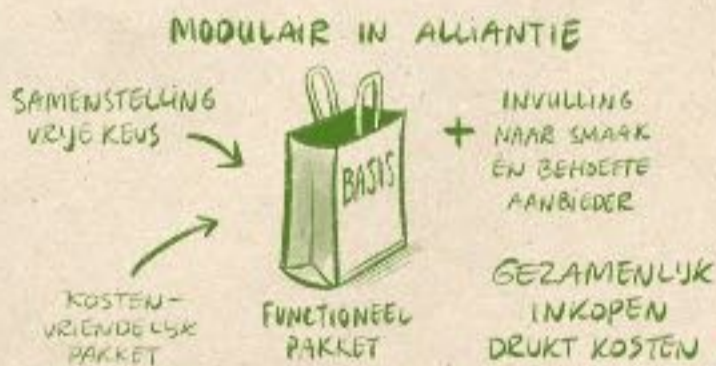 MODULAIR IN ALLIANTIE
SAMENSTELLING
VRIJE KEUS
BASIS
+ INVULLING
NAAR SMAAK
EN BEHOEFTE
AANBIEDER
KOSTEN-
VRIENDELIJK
PAKKET
FUNCTIONEEL
PAKKET
GEZAMENLIJK
INKOPEN
DRUKT KOSTEN